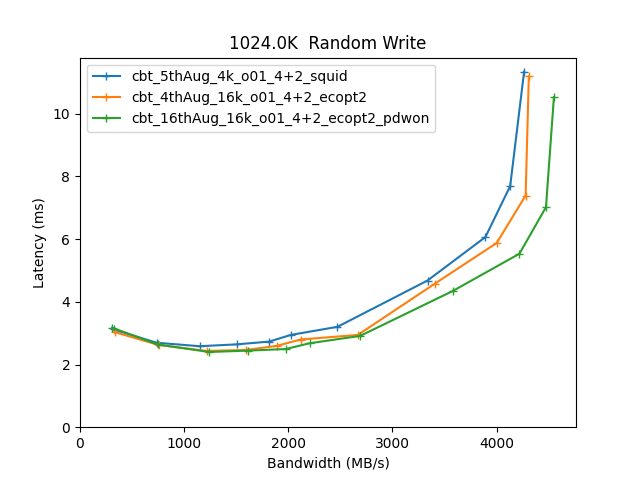 1024.0K  Random Write
cbt_5thAug_4k_o01_4+2_squid
cbt_4thAug_16k_o01_4+2_ecopt2
cbt_16thAug_16k_o01_4+2_ecopt2_pdwon
Latency (ms)
10
8
6
4
2
0
0 1000 2000 3000 4000
Bandwidth (MB/s)